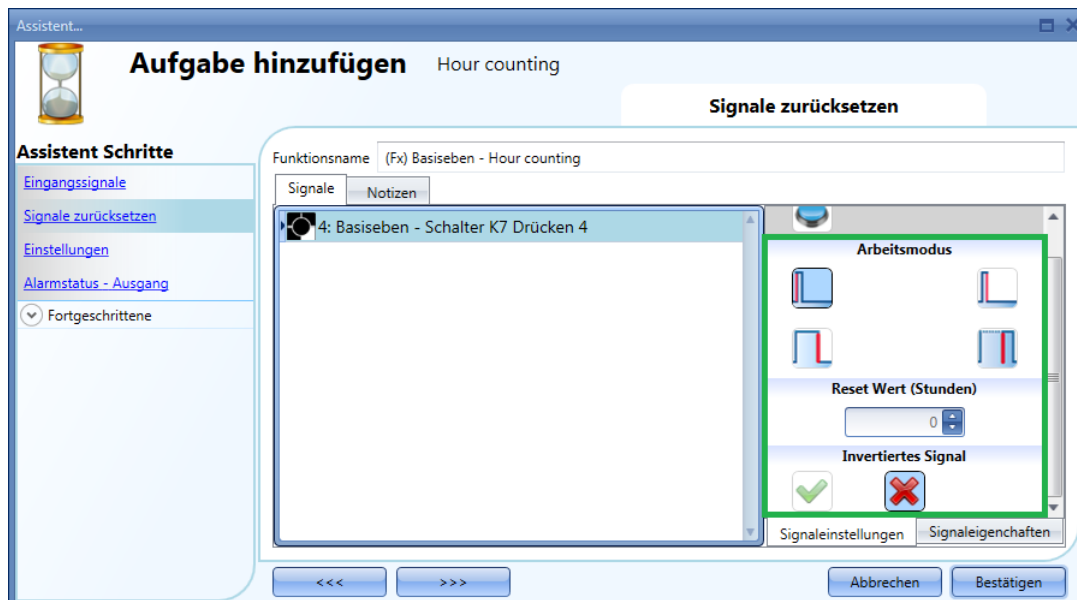 Assistent...
Aufgabe hinzufügen Hour counting
Signale zurücksetzen
Assistent Schritte
Eingangssignale
Signale zurücksetzen
Einstellungen
Alarmstatus - Ausgang
Fortgeschrittene
Funktionsname (Fx) Basiseben - Hour counting
Signale Notizen
4: Basiseben - Schalter K7 Drücken 4
Arbeitsmodus
Reset Wert (Stunden)
0
Invertiertes Signal
Signaleinstellungen Signaleigenschaften
<<< >>> Abbrechen Bestätigen